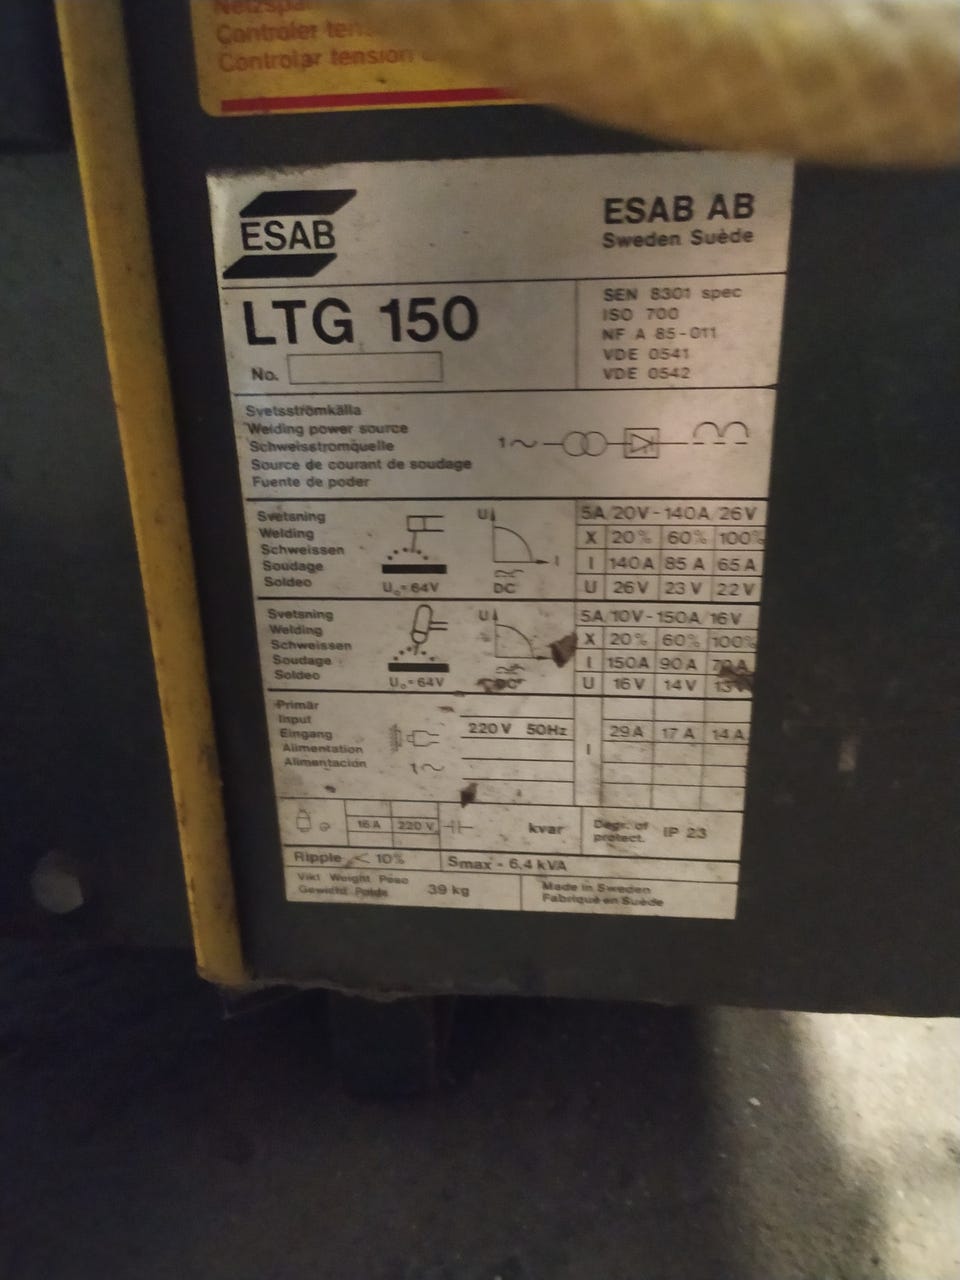 Controler
Controlar tension
ESAB
ESAB AB
Sweden Suède
LTG 150
No.
SEN 8301 spec
ISO 700
NF A 85-011
VDE 0541
VDE 0542
Svetsströmkälla
Welding power source
Schweisstromquelle
Source de courant de soudage
Fuente de poder
1~
Svetsning
Welding
Schweissen
Soudage
Soldeo
U₀=64V
U
I
DC
5A/20V-140A/26V
X 20% 60% 100%
I 140A 85A 65A
U 26V 23V 22V
Svetsning
Welding
Schweissen
Soudage
Soldeo
U₀=64V
U
5A/10V-150A/16V
X 20% 60% 100%
I 150A 90A
U 16V 14V
Primär
Input
Eingang
Alimentation
Alimentación
1~
220V 50Hz
I
29A 17A 14A
16A 220V
kvar
Degr. of
protect.
IP 23
Ripple < 10%
Smax - 6,4 kVA
Vikt Weight Peso
Gewicht Poids
39 kg
Made in Sweden
Fabriqué en Suède